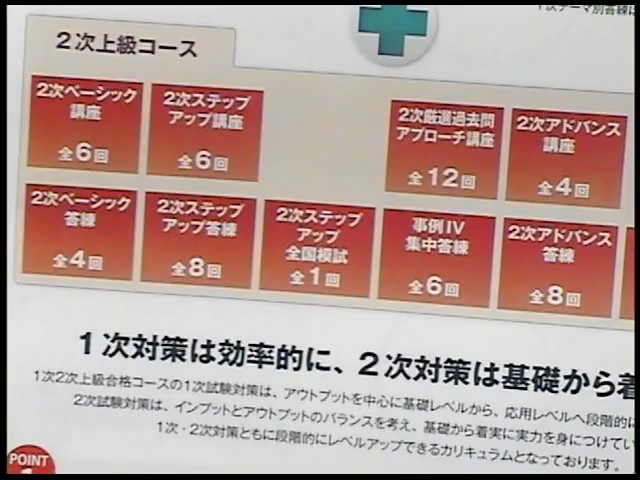 1次テーマ別答練は
2次上級コース
2次ベーシック
講座
全6回
2次ステップ
アップ講座
全6回
2次厳選過去問
アプローチ講座
全12回
2次アドバンス
講座
全4回
2次ベーシック
答練
全4回
2次ステップ
アップ答練
全8回
2次ステップ
アップ
全国模試
全1回
事例IV
集中答練
全6回
2次アドバンス
答練
全8回
1次対策は効率的に、2次対策は基礎から着
1次2次上級合格コースの1次試験対策は、アウトプットを中心に基礎レベルから、応用レベルへ段階的に
2次試験対策は、インプットとアウトプットのバランスを考え、基礎から着実に実力を身につけてい
1次・2次対策ともに段階的にレベルアップできるカリキュラムとなっております。
POINT